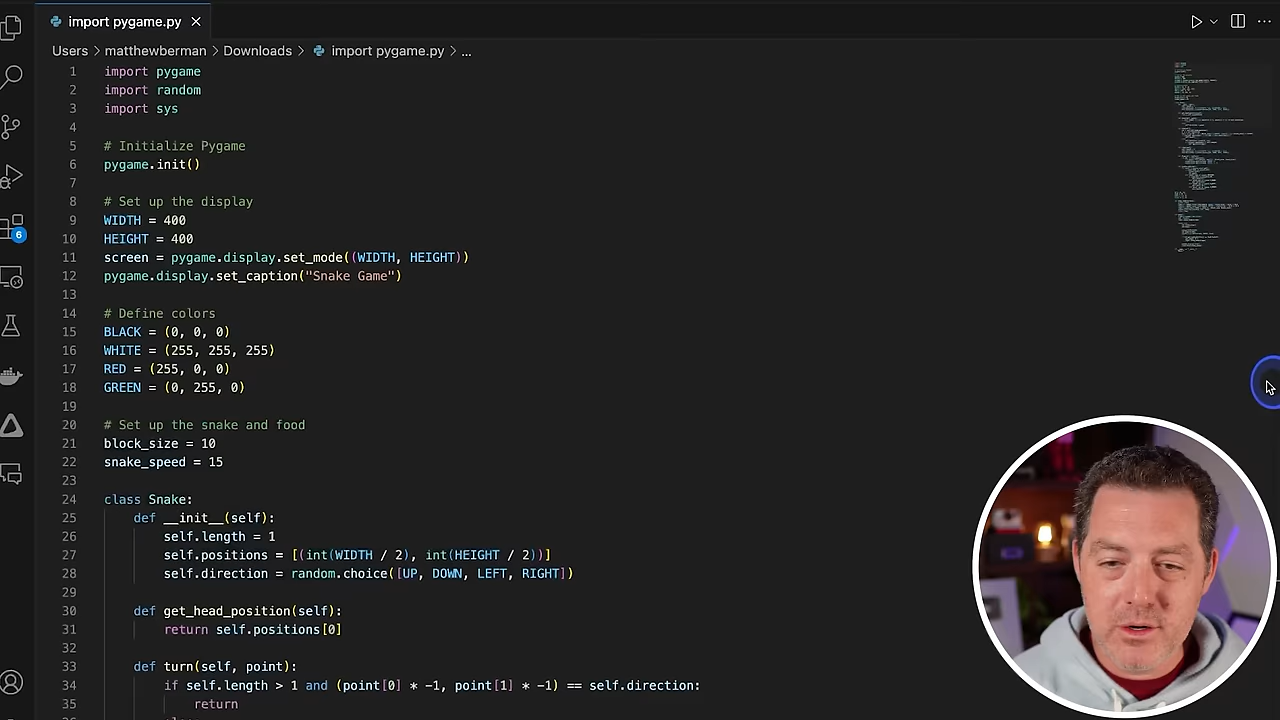 import pygame.py
Users > matthewberman > Downloads > import pygame.py > ...
1 import pygame
2 import random
3 import sys
4
5 # Initialize Pygame
6 pygame.init()
7
8 # Set up the display
9 WIDTH = 400
10 HEIGHT = 400
11 screen = pygame.display.set_mode((WIDTH, HEIGHT))
12 pygame.display.set_caption("Snake Game")
13
14 # Define colors
15 BLACK = (0, 0, 0)
16 WHITE = (255, 255, 255)
17 RED = (255, 0, 0)
18 GREEN = (0, 255, 0)
19
20 # Set up the snake and food
21 block_size = 10
22 snake_speed = 15
23
24 class Snake:
25 def __init__(self):
26 self.length = 1
27 self.positions = [(int(WIDTH / 2), int(HEIGHT / 2))]
28 self.direction = random.choice([UP, DOWN, LEFT, RIGHT])
29
30 def get_head_position(self):
31 return self.positions[0]
32
33 def turn(self, point):
34 if self.length > 1 and (point[0] * -1, point[1] * -1) == self.direction:
35 return
6